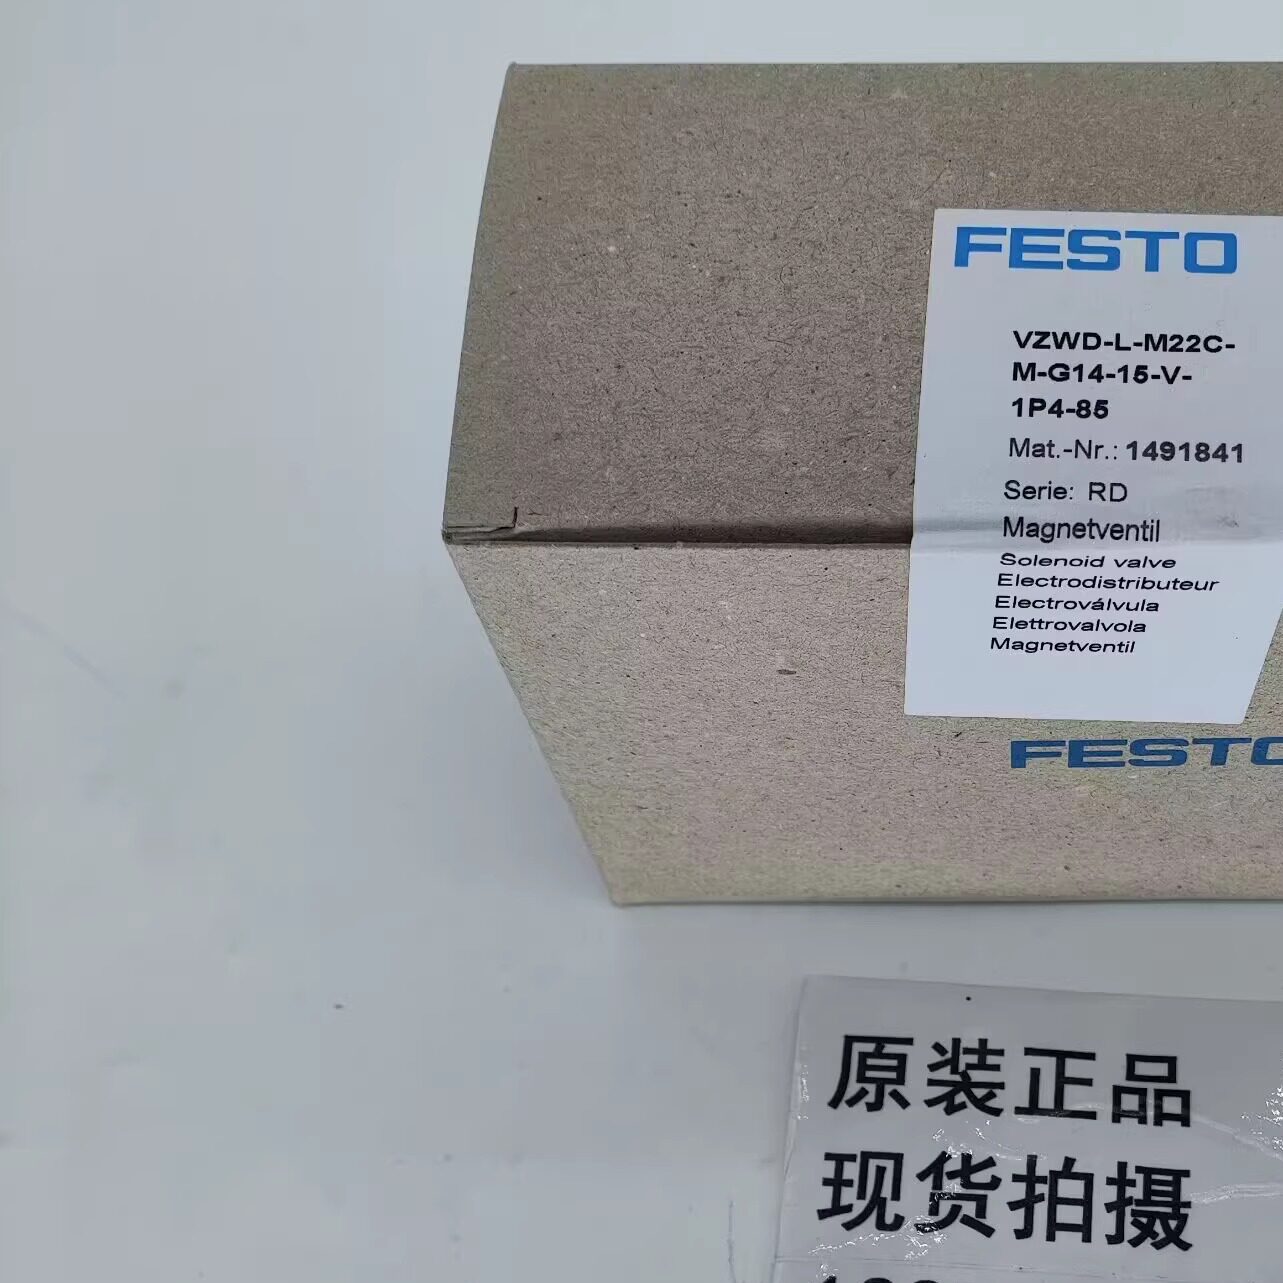 FESTO
VZWD-L-M22C-
M-G14-15-V-
1P4-85
Mat.-Nr.: 1491841
Serie: RD
Magnetventil
Solenoid valve
Electrodistributeur
Electroválvula
Elettrovalvola
Magnetventil
FESTO
原装正品
现货拍摄